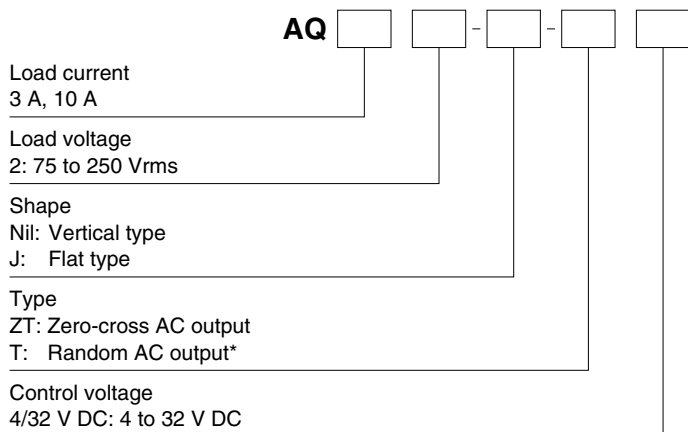 AQ - -
Load current
3 A, 10 A
Load voltage
2: 75 to 250 Vrms
Shape
Nil: Vertical type
J: Flat type
Type
ZT: Zero-cross AC output
T: Random AC output*
Control voltage
4/32 V DC: 4 to 32 V DC